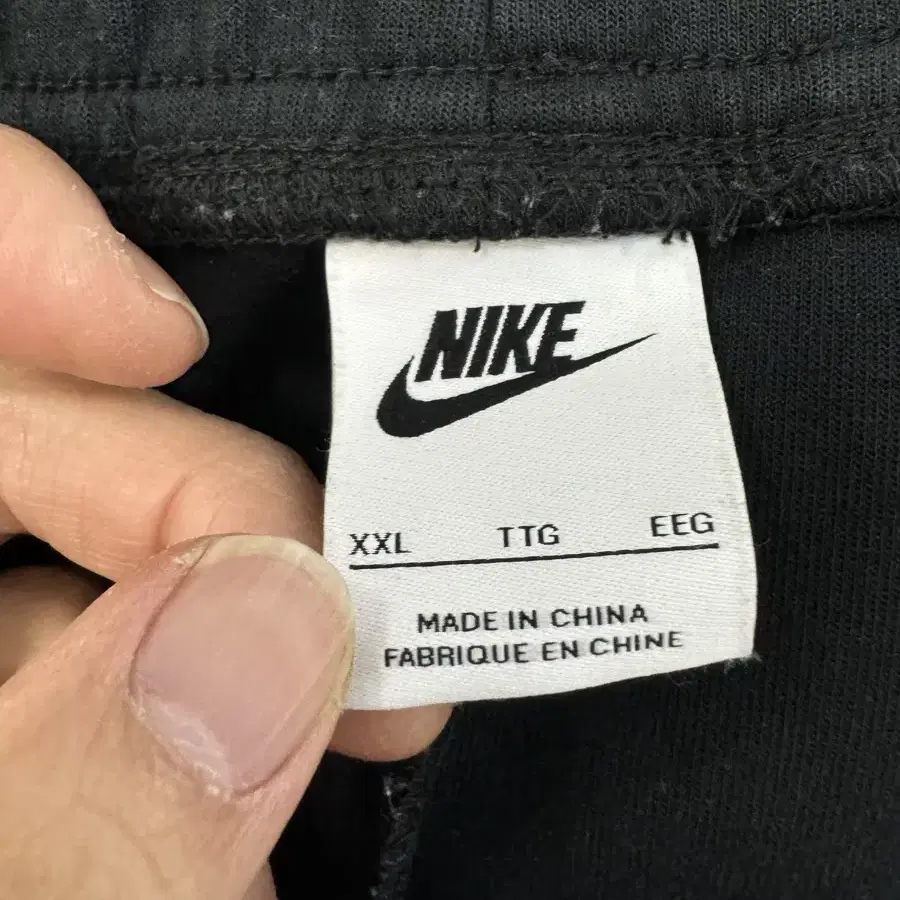 NIKE
XXL TTG EEG
MADE IN CHINA
FABRIQUE EN CHINE